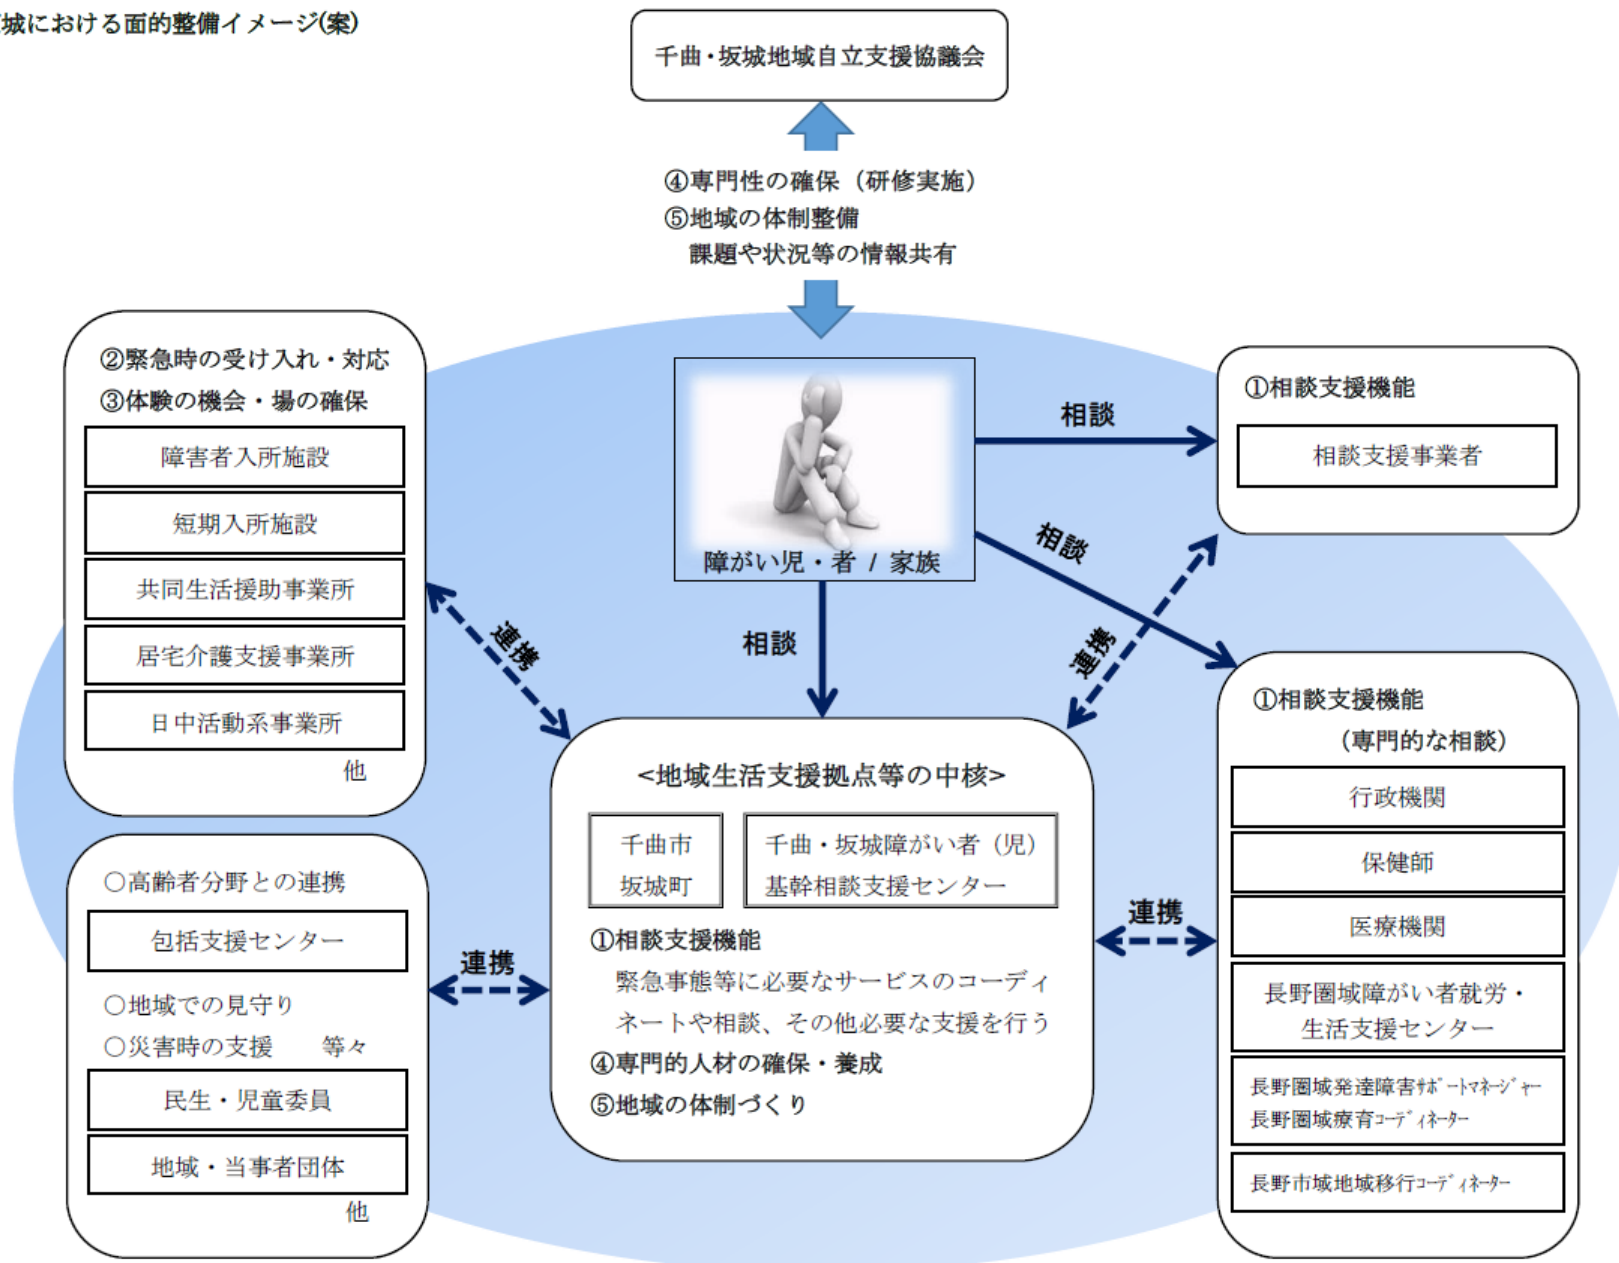 城における面的整備イメージ(案)
千曲・坂城地域自立支援協議会
④専門性の確保（研修実施）
⑤地域の体制整備
課題や状況等の情報共有
②緊急時の受け入れ・対応
③体験の機会・場の確保
障害者入所施設
短期入所施設
共同生活援助事業所
居宅介護支援事業所
日中活動系事業所
他
障がい児・者 / 家族
相談
①相談支援機能
相談支援事業者
相談
相談
連携
連携
<地域生活支援拠点等の中核>
千曲市
坂城町
千曲・坂城障がい者（児）
基幹相談支援センター
①相談支援機能
緊急事態等に必要なサービスのコーディ
ネートや相談、その他必要な支援を行う
④専門的人材の確保・養成
⑤地域の体制づくり
連携
連携
○高齢者分野との連携
包括支援センター
○地域での見守り
○災害時の支援　等々
民生・児童委員
地域・当事者団体
他
①相談支援機能
（専門的な相談）
行政機関
保健師
医療機関
長野圏域障がい者就労・
生活支援センター
長野圏域発達障害ｻﾎﾟｰﾄﾏﾈｰｼﾞｬｰ
長野圏域療育ｺｰﾃﾞｨﾈｰﾀｰ
長野市域地域移行ｺｰﾃﾞｨﾈｰﾀｰ